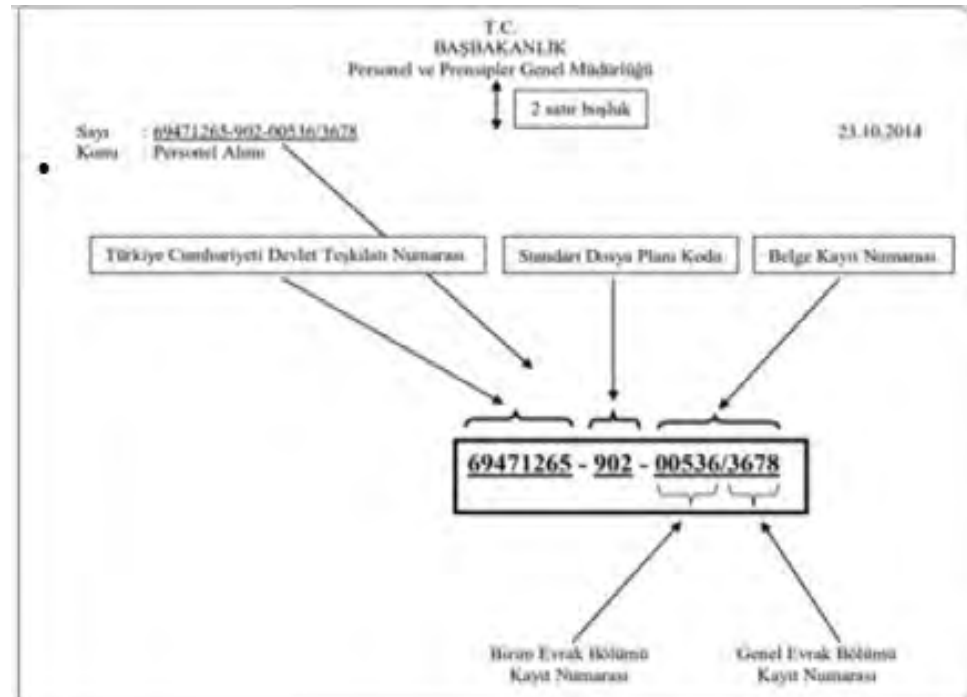 T.C.
BAŞBAKANLIK
Personel ve Prensipler Genel Müdürlüğü
2 satır boşluk
Sayı : 69471265-902-00536/3678 23.10.2014
Konu : Personel Alımı
Türkiye Cumhuriyeti Devlet Teşkilatı Numarası
Standart Dosya Planı Kodu
Belge Kayıt Numarası
69471265 - 902 - 00536/3678
Birim Evrak Bölümü
Kayıt Numarası
Genel Evrak Bölümü
Kayıt Numarası